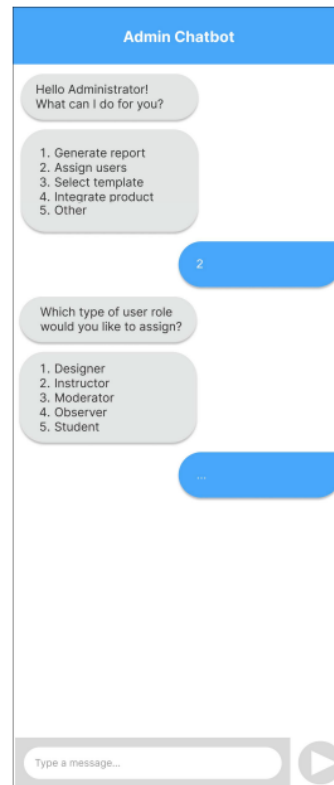 Admin Chatbot
Hello Administrator!
What can I do for you?
1. Generate report
2. Assign users
3. Select template
4. Integrate product
5. Other
2
Which type of user role
would you like to assign?
1. Designer
2. Instructor
3. Moderator
4. Observer
5. Student
...
Type a message...